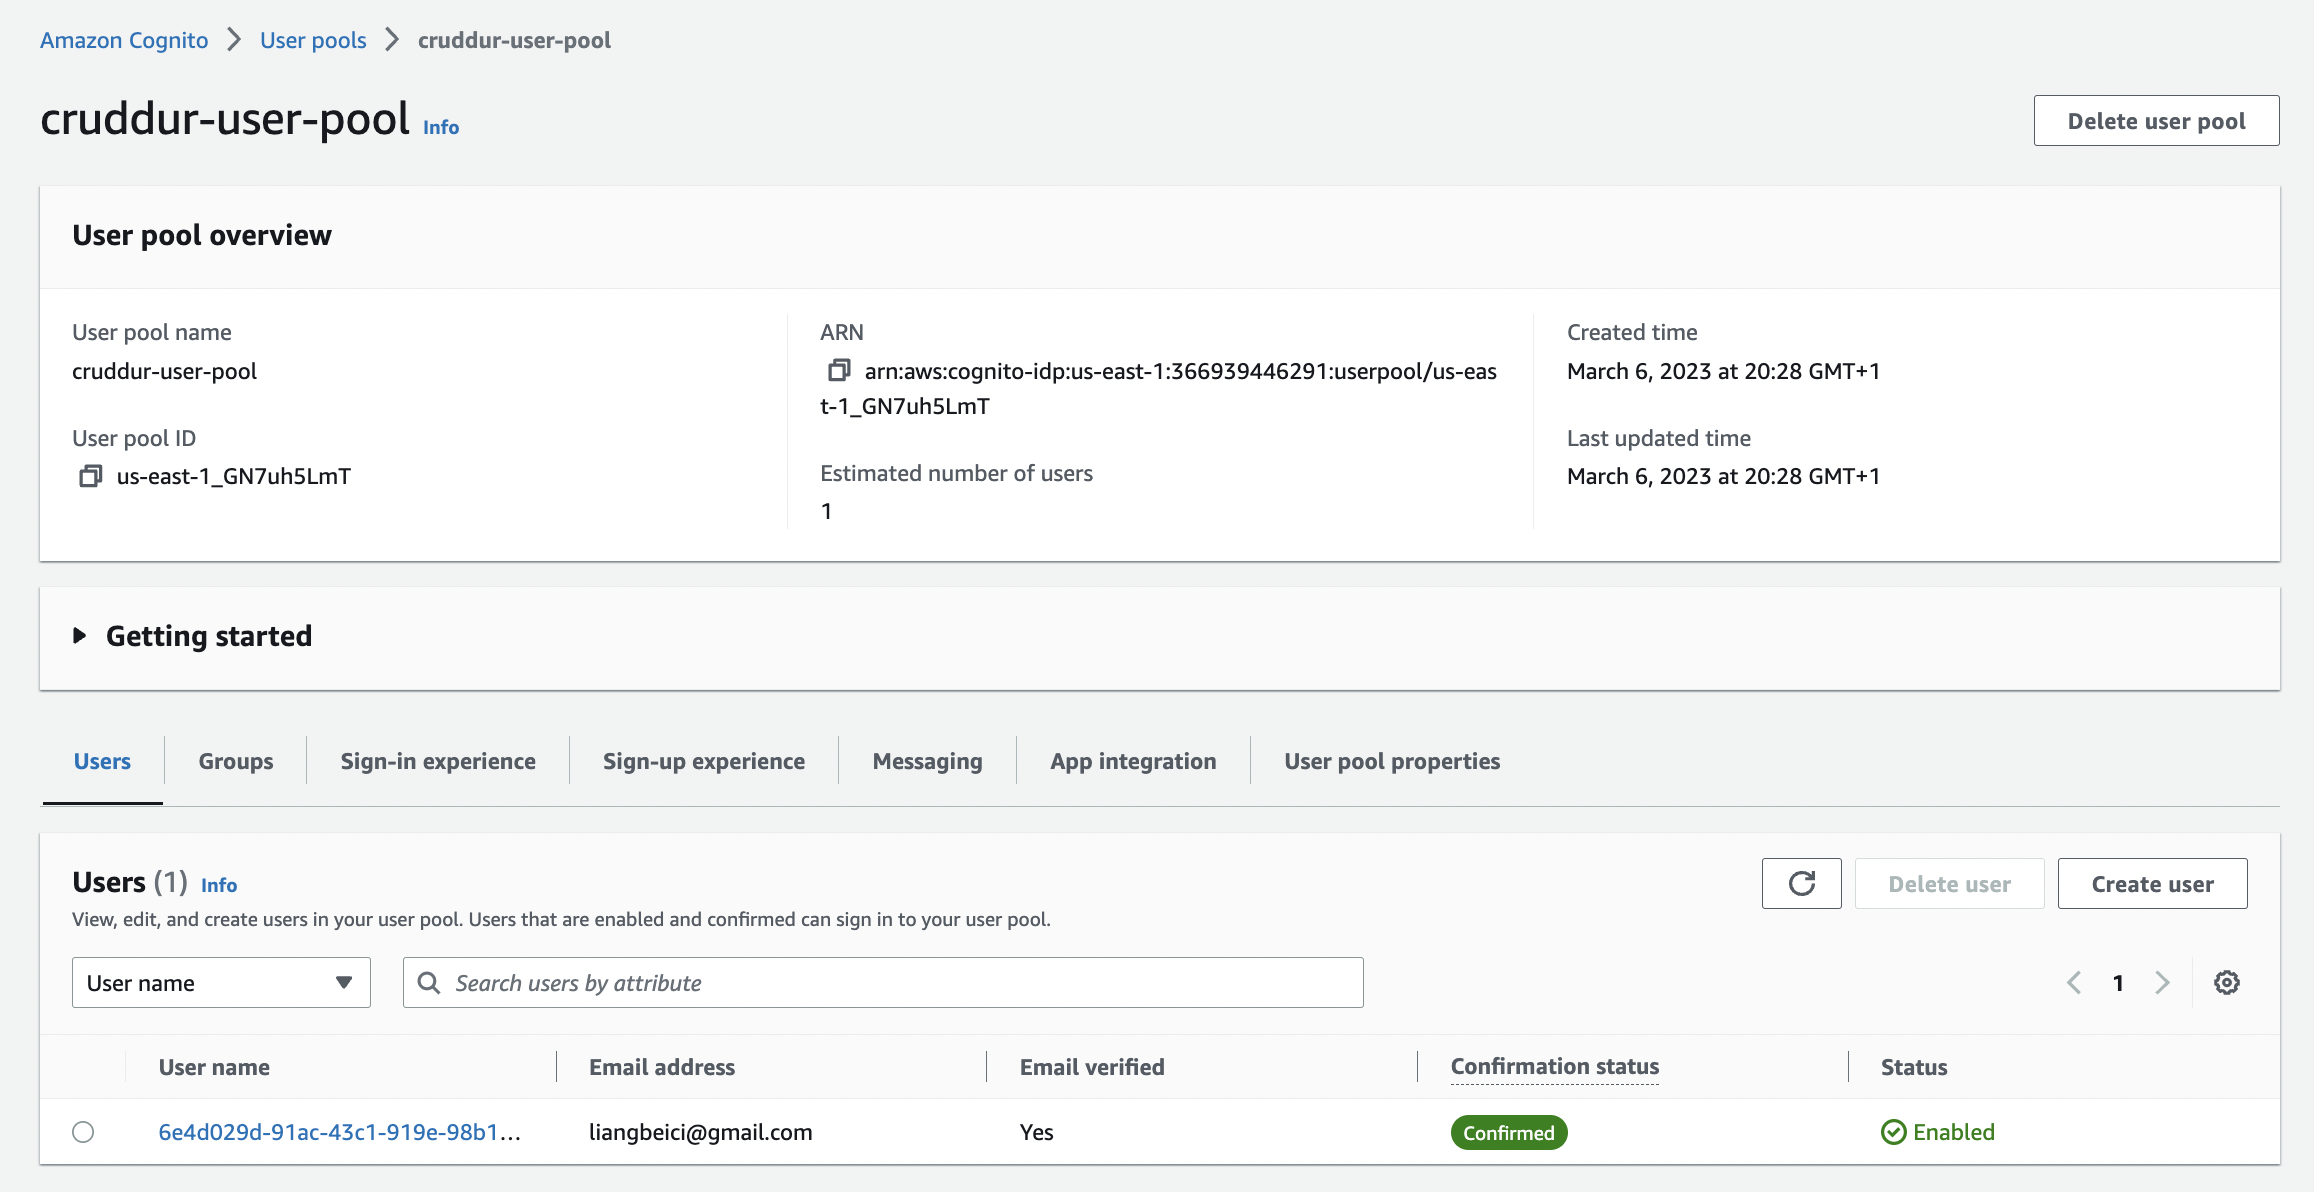 Amazon Cognito > User pools > cruddur-user-pool
cruddur-user-pool Info
Delete user pool
User pool overview
User pool name
cruddur-user-pool
User pool ID
us-east-1_GN7uh5LmT
ARN
arn:aws:cognito-idp:us-east-1:366939446291:userpool/us-eas
t-1_GN7uh5LmT
Estimated number of users
1
Created time
March 6, 2023 at 20:28 GMT+1
Last updated time
March 6, 2023 at 20:28 GMT+1
Getting started
Users Groups Sign-in experience Sign-up experience Messaging App integration User pool properties
Users (1) Info
Delete user Create user
View, edit, and create users in your user pool. Users that are enabled and confirmed can sign in to your user pool.
User name Search users by attribute 1
User name Email address Email verified Confirmation status Status
6e4d029d-91ac-43c1-919e-98b1... liangbeici@gmail.com Yes Confirmed Enabled